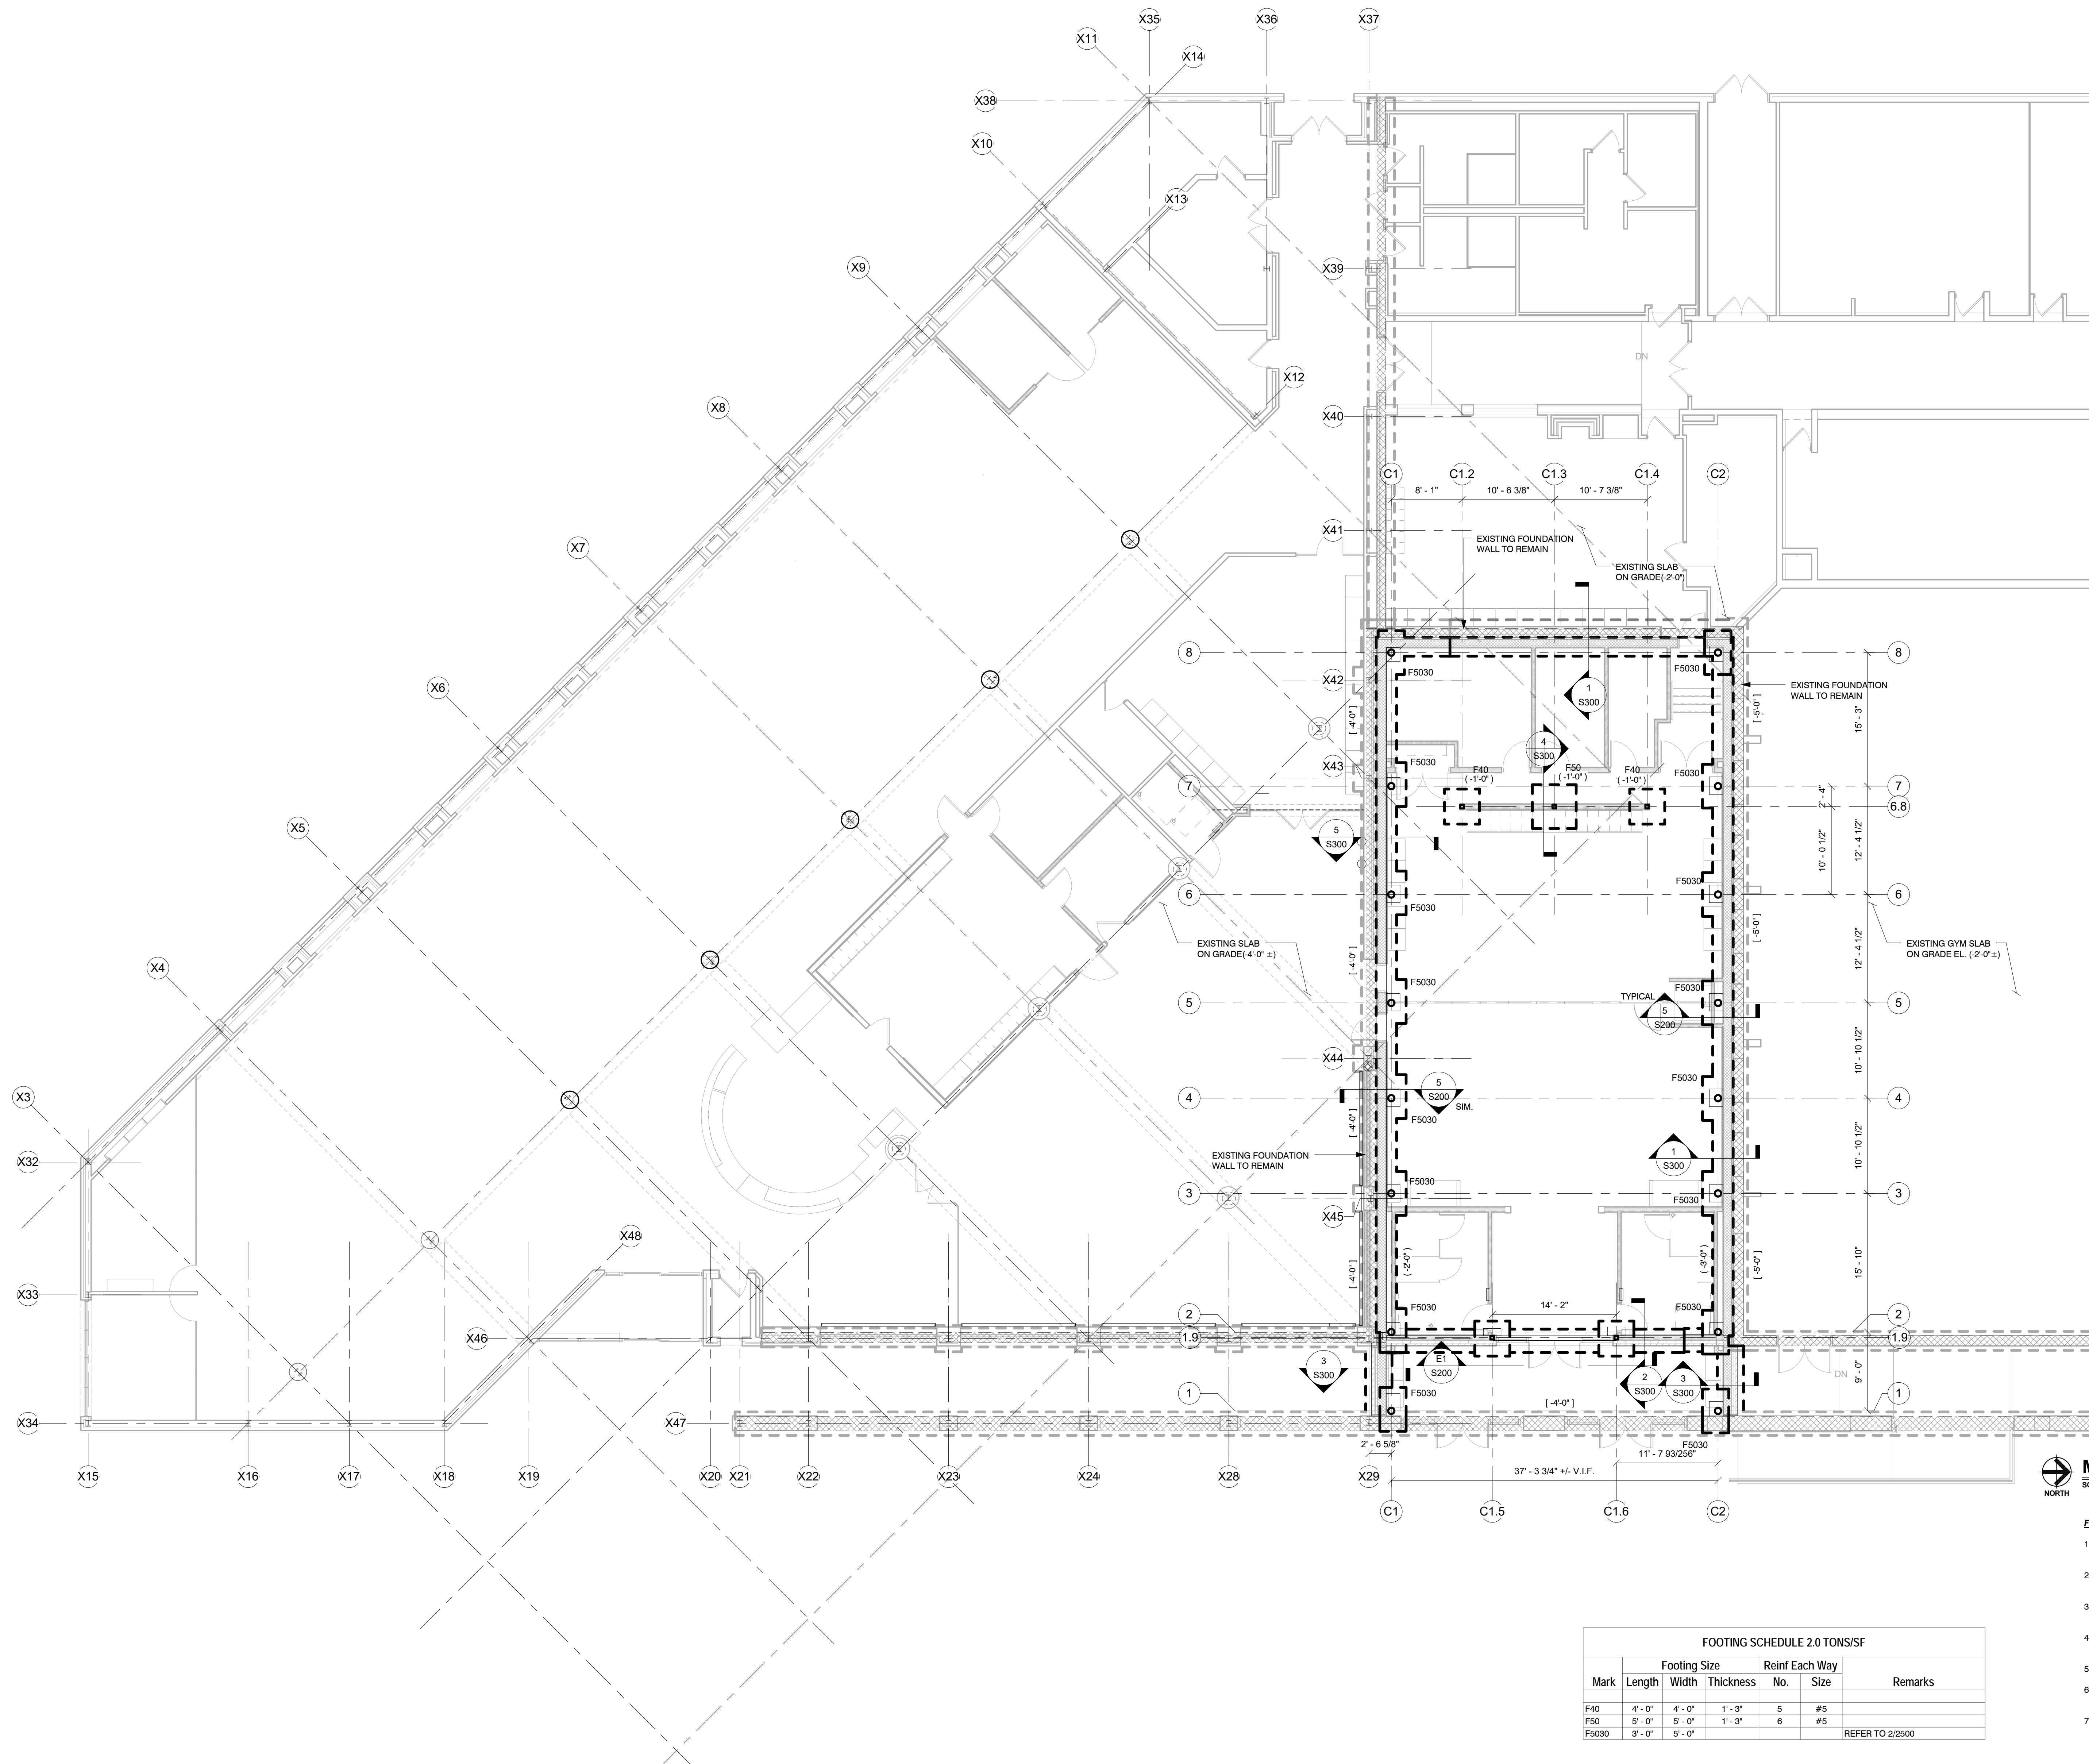 X35
X36
X37
X11
X14
X38
X10
X13
X39
X9
DN
X12
X8
X40
C1
C1.2
C1.3
C1.4
C2
8' - 1"
10' - 6 3/8"
10' - 7 3/8"
X41
EXISTING FOUNDATION
WALL TO REMAIN
X7
EXISTING SLAB
ON GRADE(-2'-0")
8
8
X42
F5030
F5030
EXISTING FOUNDATION
WALL TO REMAIN
X6
1
S300
[ -4'-0" ]
[ -5'-0" ]
15' - 3"
4
S300
X43
F5030
F40
( -1'-0" )
F50
( -1'-0" )
F40
( -1'-0" )
F5030
7
7
2' - 4"
6.8
X5
5
S300
10' - 0 1/2"
12' - 4 1/2"
F5030
6
6
F5030
[ -5'-0" ]
EXISTING SLAB
ON GRADE(-4'-0" ±)
[ -4'-0" ]
12' - 4 1/2"
EXISTING GYM SLAB
ON GRADE EL. (-2'-0"±)
X4
F5030
F5030
TYPICAL
5
5
5
S200
X44
10' - 10 1/2"
F5030
5
S200
SIM.
X3
4
4
F5030
[ -4'-0" ]
10' - 10 1/2"
EXISTING FOUNDATION
WALL TO REMAIN
1
S300
X32
F5030
3
3
F5030
X45
X48
( -2'-0" )
( -3'-0" )
[ -4'-0" ]
[ -5'-0" ]
15' - 10"
X33
14' - 2"
F5030
F5030
2
2
X46
1.9
1.9
3
S300
E1
S200
2
S300
3
S300
DN
9' - 0"
F5030
1
1
[ -4'-0" ]
X34
X47
2' - 6 5/8"
F5030
11' - 7 93/256"
37' - 3 3/4" +/- V.I.F.
X15
X16
X17
X18
X19
X20
X21
X22
X23
X24
X28
X29
NORTH
C1
C1.5
C1.6
C2
1
2
3
4
5
6
7
FOOTING SCHEDULE 2.0 TONS/SF
Footing Size Reinf Each Way
Mark Length Width Thickness No. Size Remarks
F40 4' - 0" 4' - 0" 1' - 3" 5 #5
F50 5' - 0" 5' - 0" 1' - 3" 6 #5
F5030 3' - 0" 5' - 0" REFER TO 2/2500